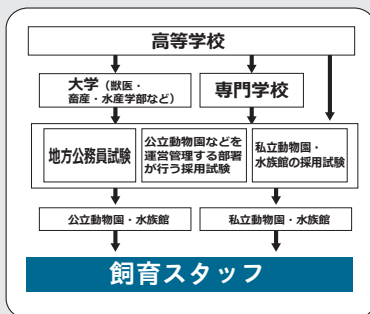 高等学校
大学（獣医・
畜産・水産学部など）
専門学校
地方公務員試験
公立動物園などを
運営管理する部署
が行う採用試験
私立動物園・
水族館の採用試験
公立動物園・水族館
私立動物園・水族館
飼育スタッフ